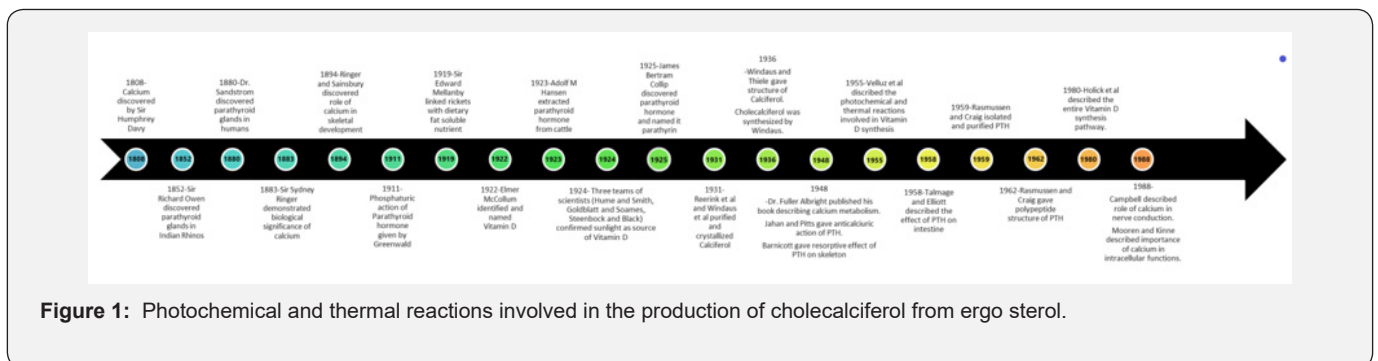 1808-
Calcium
discovered
by Sir
Humphrey
Davy
1880-Dr.
Sandstrom
discovered
parathyroid
glands in
humans
1894-Ringer
and Sainsbury
discovered
role of
calcium in
skeletal
development
1919-Sir
Edward
Mellanby
linked rickets
with dietary
fat soluble
nutrient
1923-Adolf M
Hansen
extracted
parathyroid
hormone
from cattle
1925-James
Bertram
Collip
discovered
parathyroid
hormone
and named it
parathyrin
1936
-Windaus and
Thiele gave
structure of
Calciferol.
Cholecalciferol was
synthesized by
Windaus.
1955-Velluz et al
discribed the
photochemical and
thermal reactions
involved in Vitamin
D synthesis
1959-Rasmussen
and Craig isolated
and purified PTH
1980-Holick et al
described the
entire Vitamin D
synthesis
pathway.
1808 1852 1880 1883 1894 1911 1919 1922 1923 1924 1925 1931 1936 1948 1955 1958 1959 1962 1980 1988
1852-Sir
Richard Owen
discovered
parathyroid
glands in
Indian Rhinos
1883-Sir Sydney
Ringer
demonstrated
biological
significance of
calcium
1911-
Phosphaturic
action of
Parathyroid
hormone
given by
Greenwald
1922-Elmer
McCollum
identified and
named
Vitamin D
1924- Three teams of
scientists (Hume and Smith,
Goldblatt and Soames,
Steenbock and Black)
confirmed sunlight as source
of Vitamin D
1931-
Reerink et al
and Windaus
et al purified
and
crystallized
Calciferol
1948
-Dr. Fuller Albright published his
book describing calcium metabolism.
Jahan and Pitts gave anticalciuric
action of PTH.
Barnicott gave resorptive effect of
PTH on skeleton
1958-Talmage
and Elliott
described the
effect of PTH on
intestine
1962-Rasmussen and
Craig gave
polypeptide
structure of PTH
1988-
Campbell described
role of calcium in
nerve conduction.
Mooren and Kinne
described importance
of calcium in
intracellular functions.
Figure 1: Photochemical and thermal reactions involved in the production of cholecalciferol from ergo sterol.